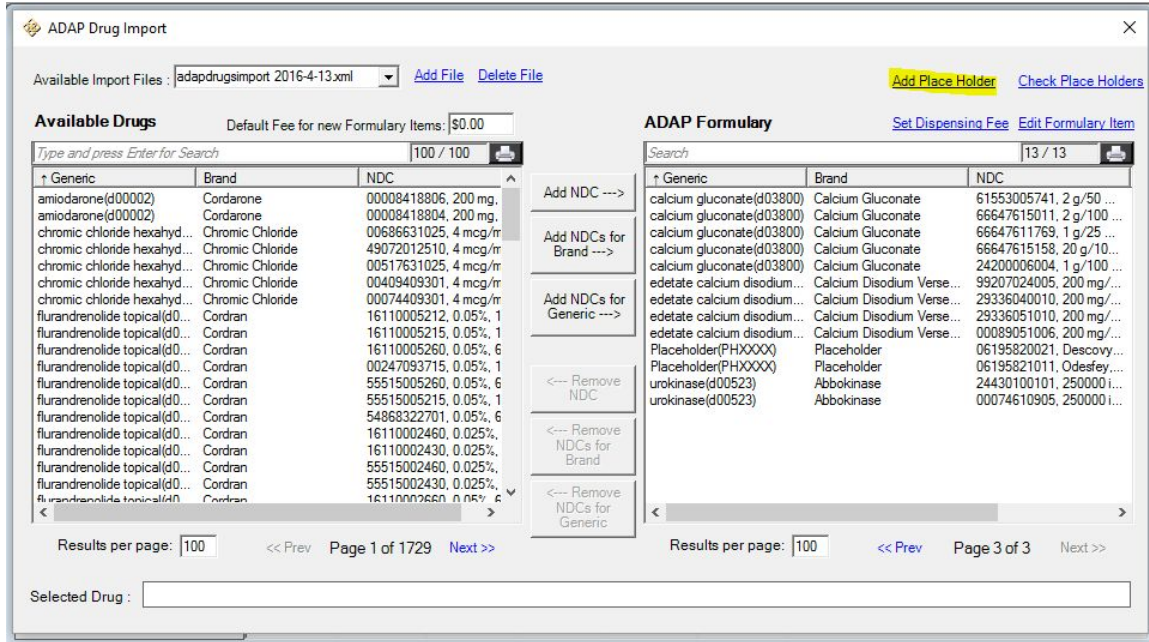 ADAP Drug Import
Available Import Files : adapdrugsimport 2016-4-13.xml Add File Delete File
Add Place Holder Check Place Holders
Available Drugs Default Fee for new Formulary Items: $0.00
ADAP Formulary Set Dispensing Fee Edit Formulary Item
Type and press Enter for Search 100 / 100
Search 13 / 13
↑ Generic Brand NDC
amiodarone(d00002) Cordarone 00008418806, 200 mg,
amiodarone(d00002) Cordarone 00008418804, 200 mg,
chromic chloride hexahyd... Chromic Chloride 00686631025, 4 mcg/m
chromic chloride hexahyd... Chromic Chloride 49072012510, 4 mcg/m
chromic chloride hexahyd... Chromic Chloride 00517631025, 4 mcg/m
chromic chloride hexahyd... Chromic Chloride 00409409301, 4 mcg/m
chromic chloride hexahyd... Chromic Chloride 00074409301, 4 mcg/m
flurandrenolide topical(d0... Cordran 16110005212, 0.05%, 1
flurandrenolide topical(d0... Cordran 16110005215, 0.05%, 1
flurandrenolide topical(d0... Cordran 16110005260, 0.05%, 6
flurandrenolide topical(d0... Cordran 00247093715, 0.05%, 1
flurandrenolide topical(d0... Cordran 55515005260, 0.05%, 6
flurandrenolide topical(d0... Cordran 55515005215, 0.05%, 1
flurandrenolide topical(d0... Cordran 54868322701, 0.05%, 6
flurandrenolide topical(d0... Cordran 16110002460, 0.025%,
flurandrenolide topical(d0... Cordran 16110002430, 0.025%,
flurandrenolide topical(d0... Cordran 55515002460, 0.025%,
flurandrenolide topical(d0... Cordran 55515002430, 0.025%,
flurandrenolide topical(d0... Cordran 16110002660, 0.05%, 6
Add NDC --->
Add NDCs for
Brand --->
Add NDCs for
Generic --->
<--- Remove
NDC
<--- Remove
NDCs for
Brand
<--- Remove
NDCs for
Generic
↑ Generic Brand NDC
calcium gluconate(d03800) Calcium Gluconate 61553005741, 2 g/50 ...
calcium gluconate(d03800) Calcium Gluconate 66647615011, 2 g/100 ...
calcium gluconate(d03800) Calcium Gluconate 66647611769, 1 g/25 ...
calcium gluconate(d03800) Calcium Gluconate 66647615158, 20 g/10...
calcium gluconate(d03800) Calcium Gluconate 24200006004, 1 g/100 ...
edetate calcium disodium... Calcium Disodium Verse... 99207024005, 200 mg/...
edetate calcium disodium... Calcium Disodium Verse... 29336040010, 200 mg/...
edetate calcium disodium... Calcium Disodium Verse... 29336051010, 200 mg/...
edetate calcium disodium... Calcium Disodium Verse... 00089051006, 200 mg/...
Placeholder(PHXXXX) Placeholder 06195820021, Descovy...
Placeholder(PHXXXX) Placeholder 06195821011, Odesfey,...
urokinase(d00523) Abbokinase 24430100101, 250000 i...
urokinase(d00523) Abbokinase 00074610905, 250000 i...
Results per page: 100 << Prev Page 1 of 1729 Next >>
Results per page: 100 << Prev Page 3 of 3 Next >>
Selected Drug :